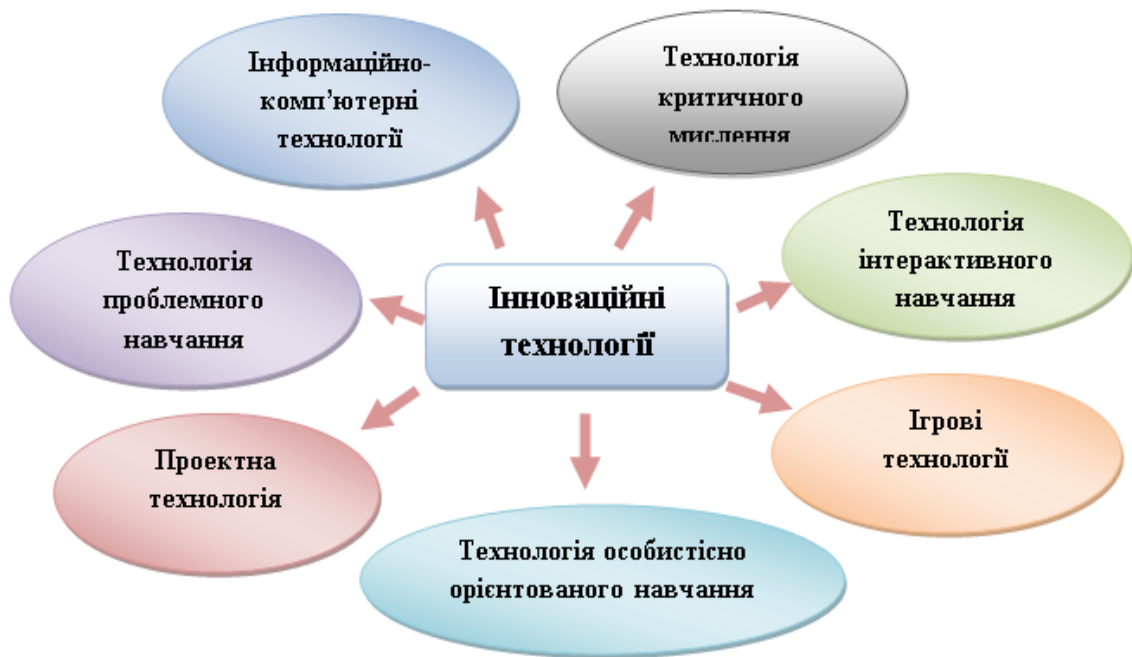 Інформаційно-
комп’ютерні
технології
Технологія
критичного
мислення
Технологія
проблемного
навчання
Інноваційні
технології
Технологія
інтерактивного
навчання
Проектна
технологія
Ігрові
технології
Технологія особистісно
орієнтованого навчання